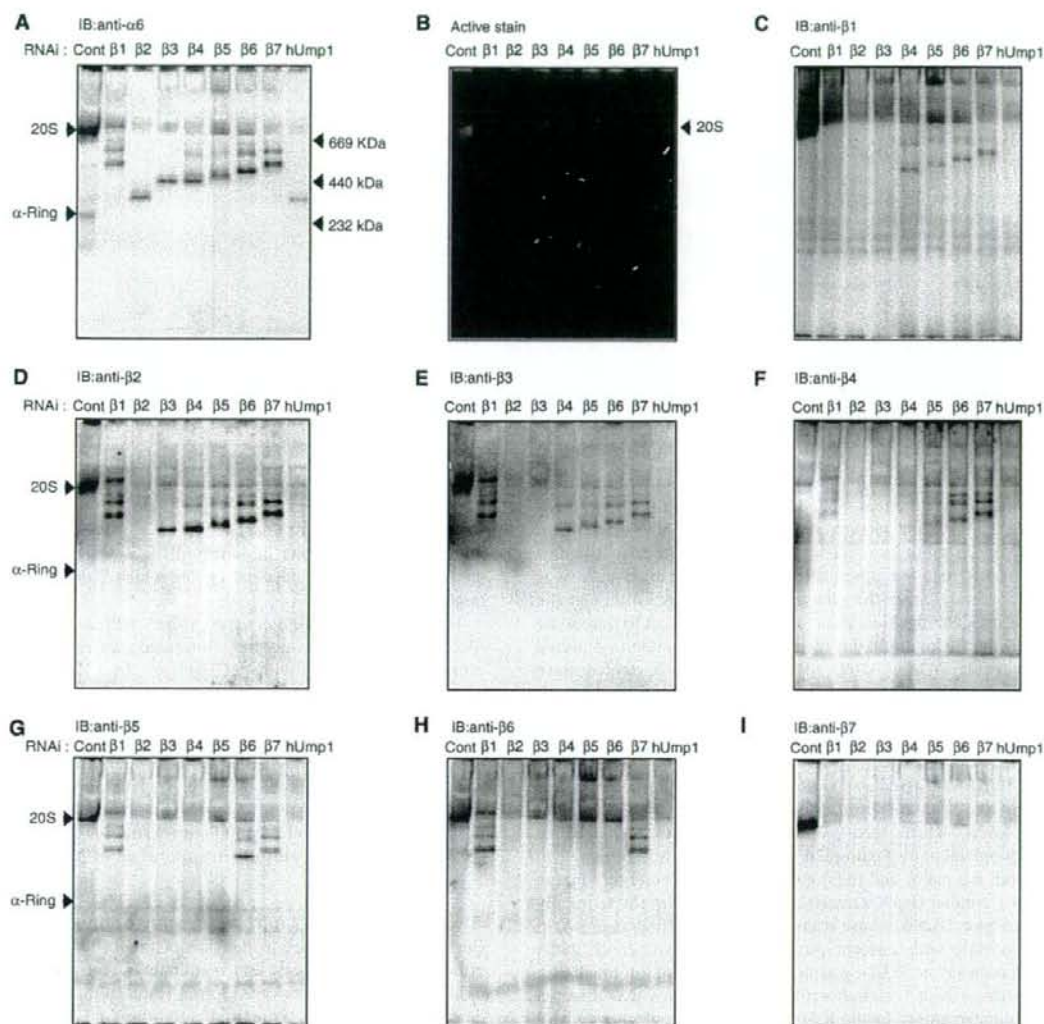 A IB:anti-α6
RNAi : Cont β1 β2 β3 β4 β5 β6 β7 hUmp1
20S
α-Ring
669 KDa
440 kDa
232 kDa
B Active stain
Cont β1 β2 β3 β4 β5 β6 β7 hUmp1
20S
C IB:anti-β1
Cont β1 β2 β3 β4 β5 β6 β7 hUmp1
D IB:anti-β2
RNAi : Cont β1 β2 β3 β4 β5 β6 β7 hUmp1
20S
α-Ring
E IB:anti-β3
Cont β1 β2 β3 β4 β5 β6 β7 hUmp1
F IB:anti-β4
Cont β1 β2 β3 β4 β5 β6 β7 hUmp1
G IB:anti-β5
RNAi : Cont β1 β2 β3 β4 β5 β6 β7 hUmp1
20S
α-Ring
H IB:anti-β6
Cont β1 β2 β3 β4 β5 β6 β7 hUmp1
I IB:anti-β7
Cont β1 β2 β3 β4 β5 β6 β7 hUmp1